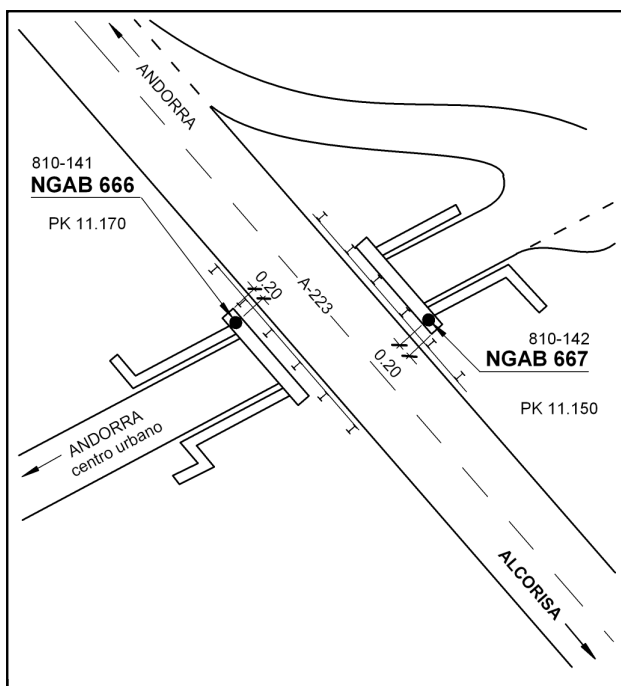 ANDORRA
810-141
NGAB 666
PK 11.170
0.20
A-223
0.20
810-142
NGAB 667
PK 11.150
ANDORRA
centro urbano
ALCORISA